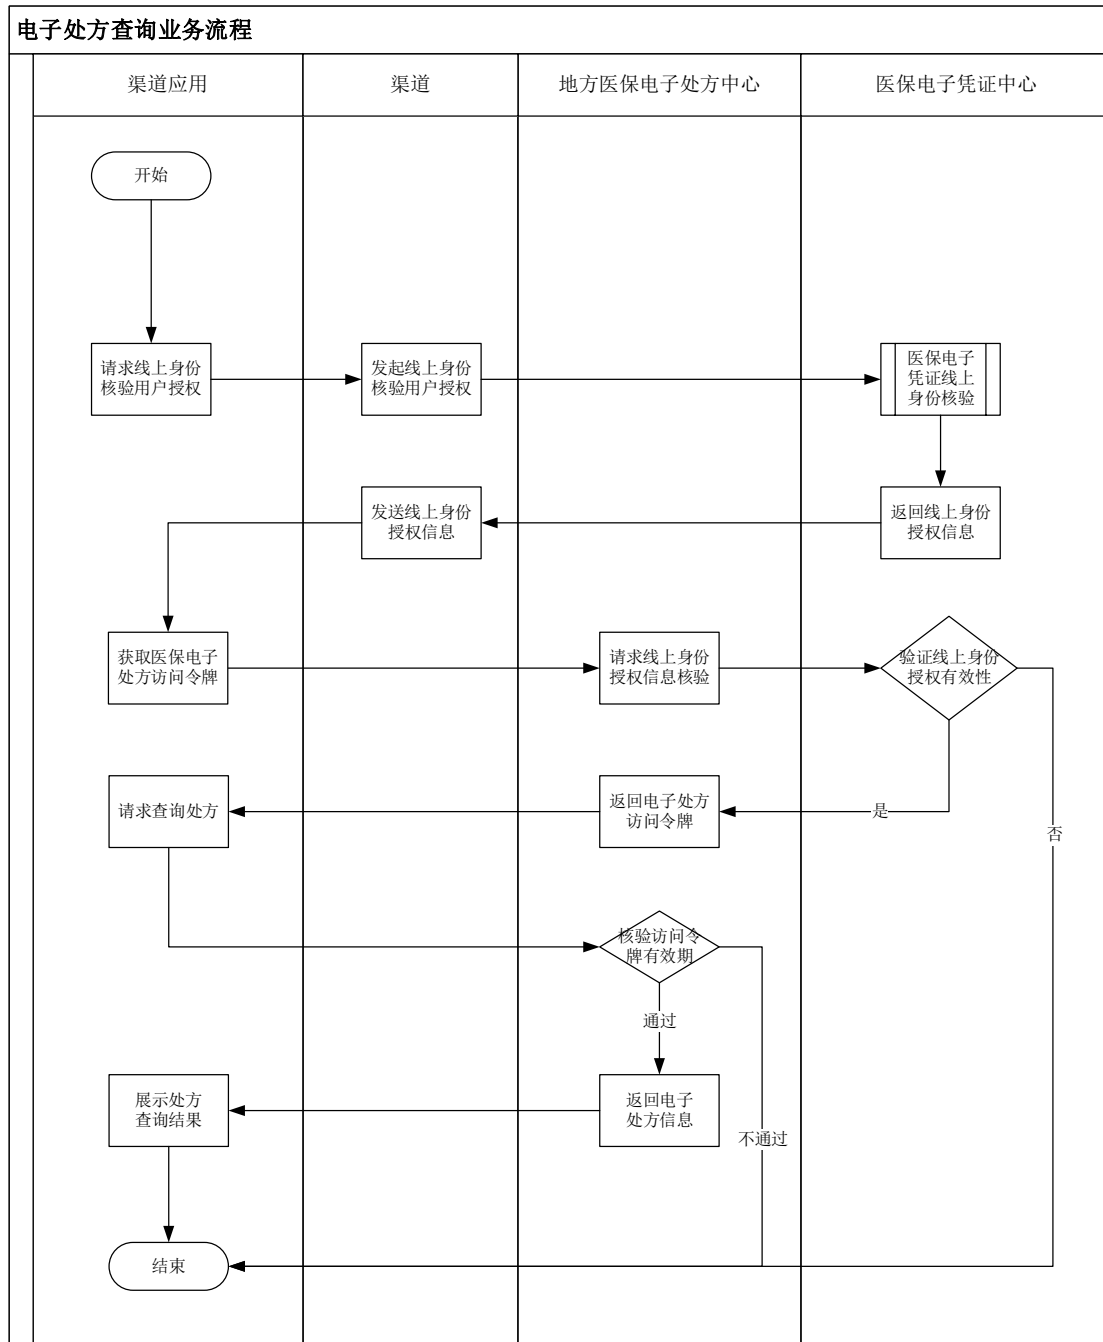 电子处方查询业务流程
渠道应用
渠道
地方医保电子处方中心
医保电子凭证中心
开始
请求线上身份
核验用户授权
发起线上身份
核验用户授权
医保电子
凭证线上
身份核验
发送线上身份
授权信息
返回线上身份
授权信息
获取医保电子
处方访问令牌
请求线上身份
授权信息核验
验证线上身份
授权有效性
请求查询处方
返回电子处方
访问令牌
是
否
核验访问令
牌有效期
通过
展示处方
查询结果
返回电子
处方信息
不通过
结束